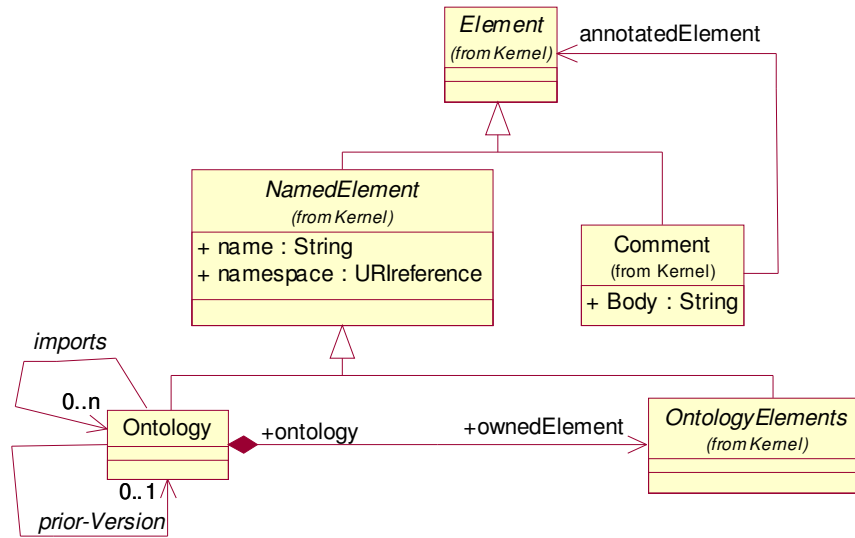 Element
(from Kernel)
annotatedElement
NamedElement
(from Kernel)
+ name : String
+ namespace : URIreference
Comment
(from Kernel)
+ Body : String
imports
0..n
Ontology
+ontology
+ownedElement
OntologyElements
(from Kernel)
0..1
prior-Version